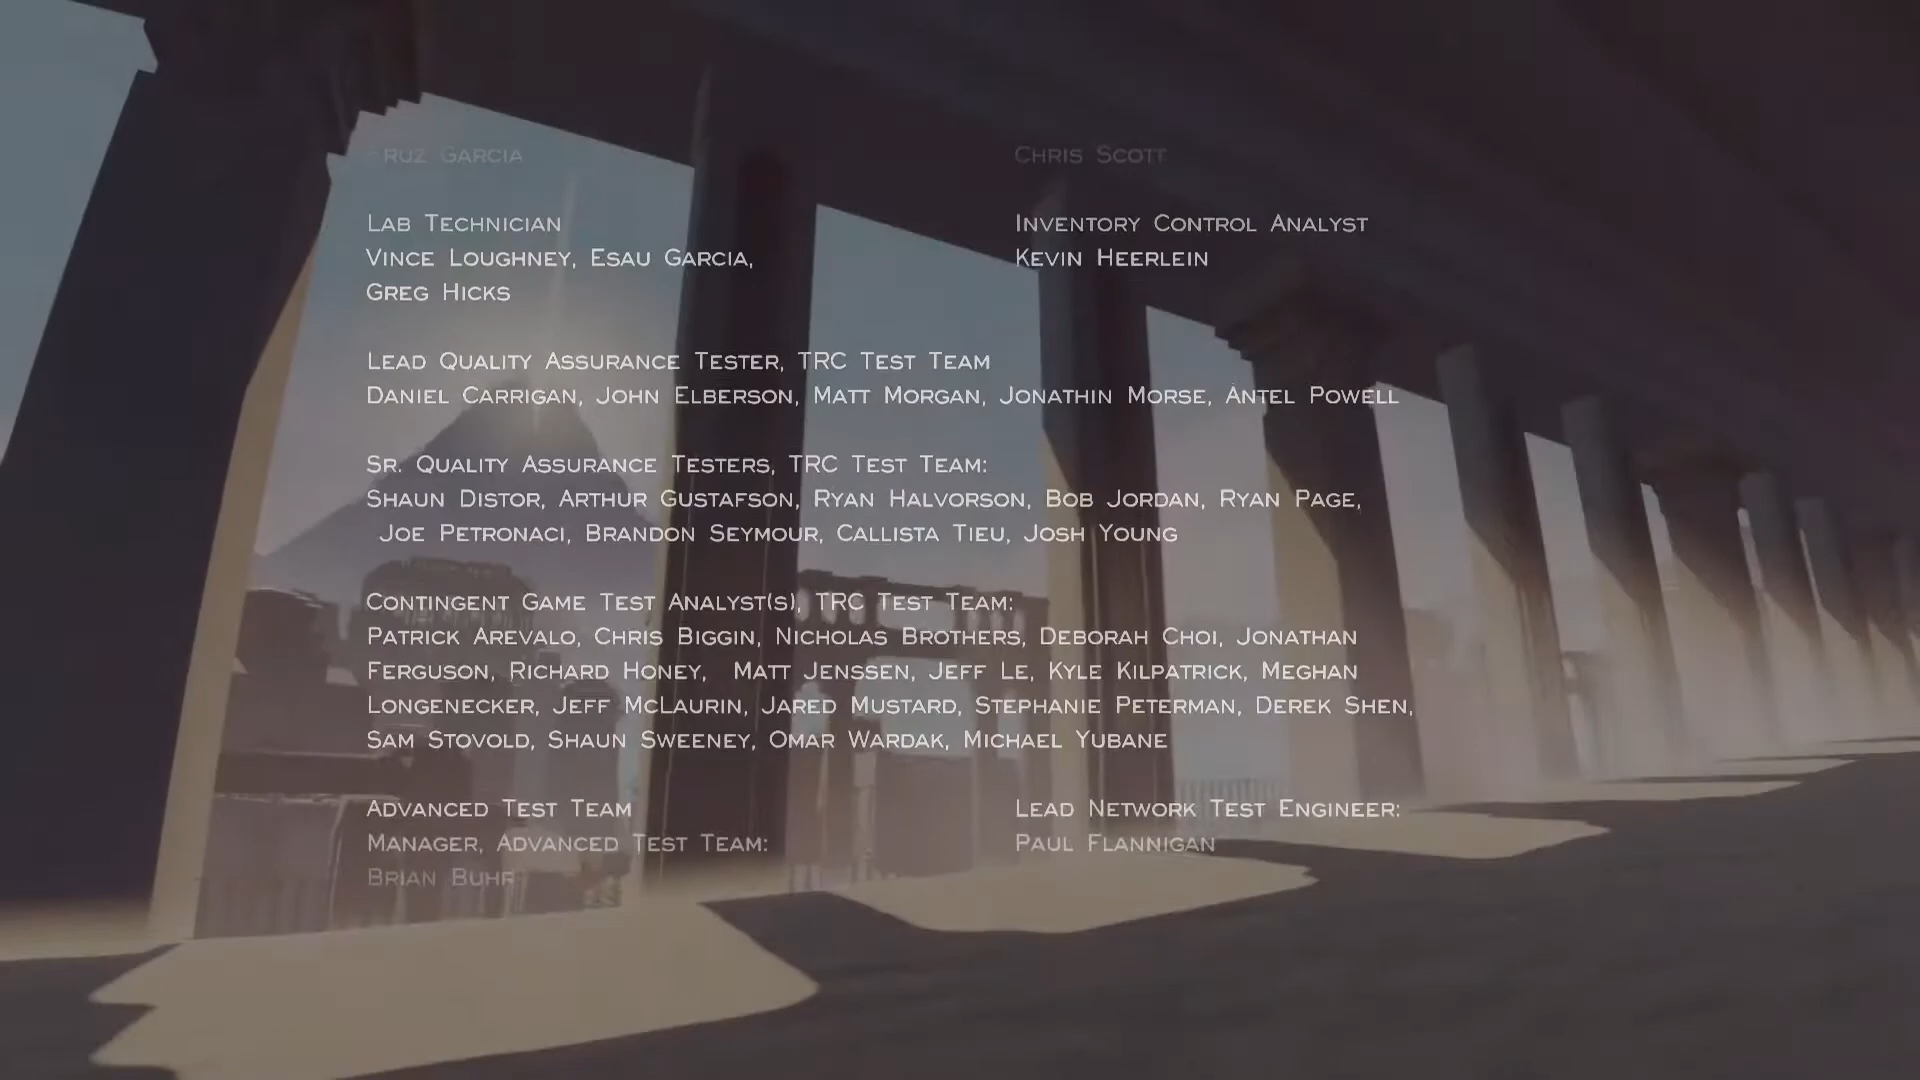 Ruz Garcia
Chris Scott
Lab Technician
Vince Loughney, Esau Garcia,
Greg Hicks
Inventory Control Analyst
Kevin Heerlein
Lead Quality Assurance Tester, TRC Test Team
Daniel Carrigan, John Elberson, Matt Morgan, Jonathin Morse, Antel Powell
Sr. Quality Assurance Testers, TRC Test Team:
Shaun Distor, Arthur Gustafson, Ryan Halvorson, Bob Jordan, Ryan Page,
Joe Petronaci, Brandon Seymour, Callista Tieu, Josh Young
Contingent Game Test Analyst(s), TRC Test Team:
Patrick Arevalo, Chris Biggin, Nicholas Brothers, Deborah Choi, Jonathan
Ferguson, Richard Honey, Matt Jenssen, Jeff Le, Kyle Kilpatrick, Meghan
Longenecker, Jeff McLaurin, Jared Mustard, Stephanie Peterman, Derek Shen,
Sam Stovold, Shaun Sweeney, Omar Wardak, Michael Yubane
Advanced Test Team
Manager, Advanced Test Team:
Brian Buhr
Lead Network Test Engineer:
Paul Flannigan